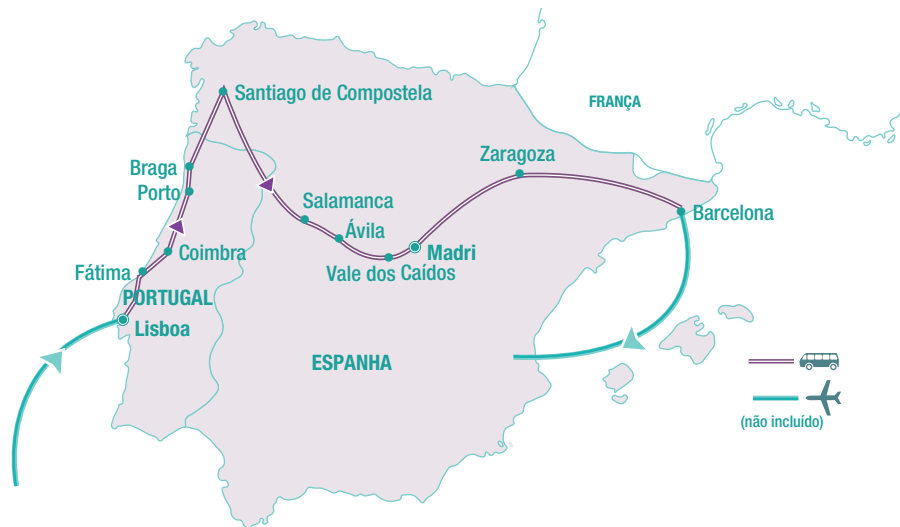 Santiago de Compostela
FRANÇA
Zaragoza
Braga
Porto
Salamanca
Barcelona
Ávila
Coimbra
Madri
Vale dos Caídos
Fátima
PORTUGAL
Lisboa
ESPANHA
(não incluído)